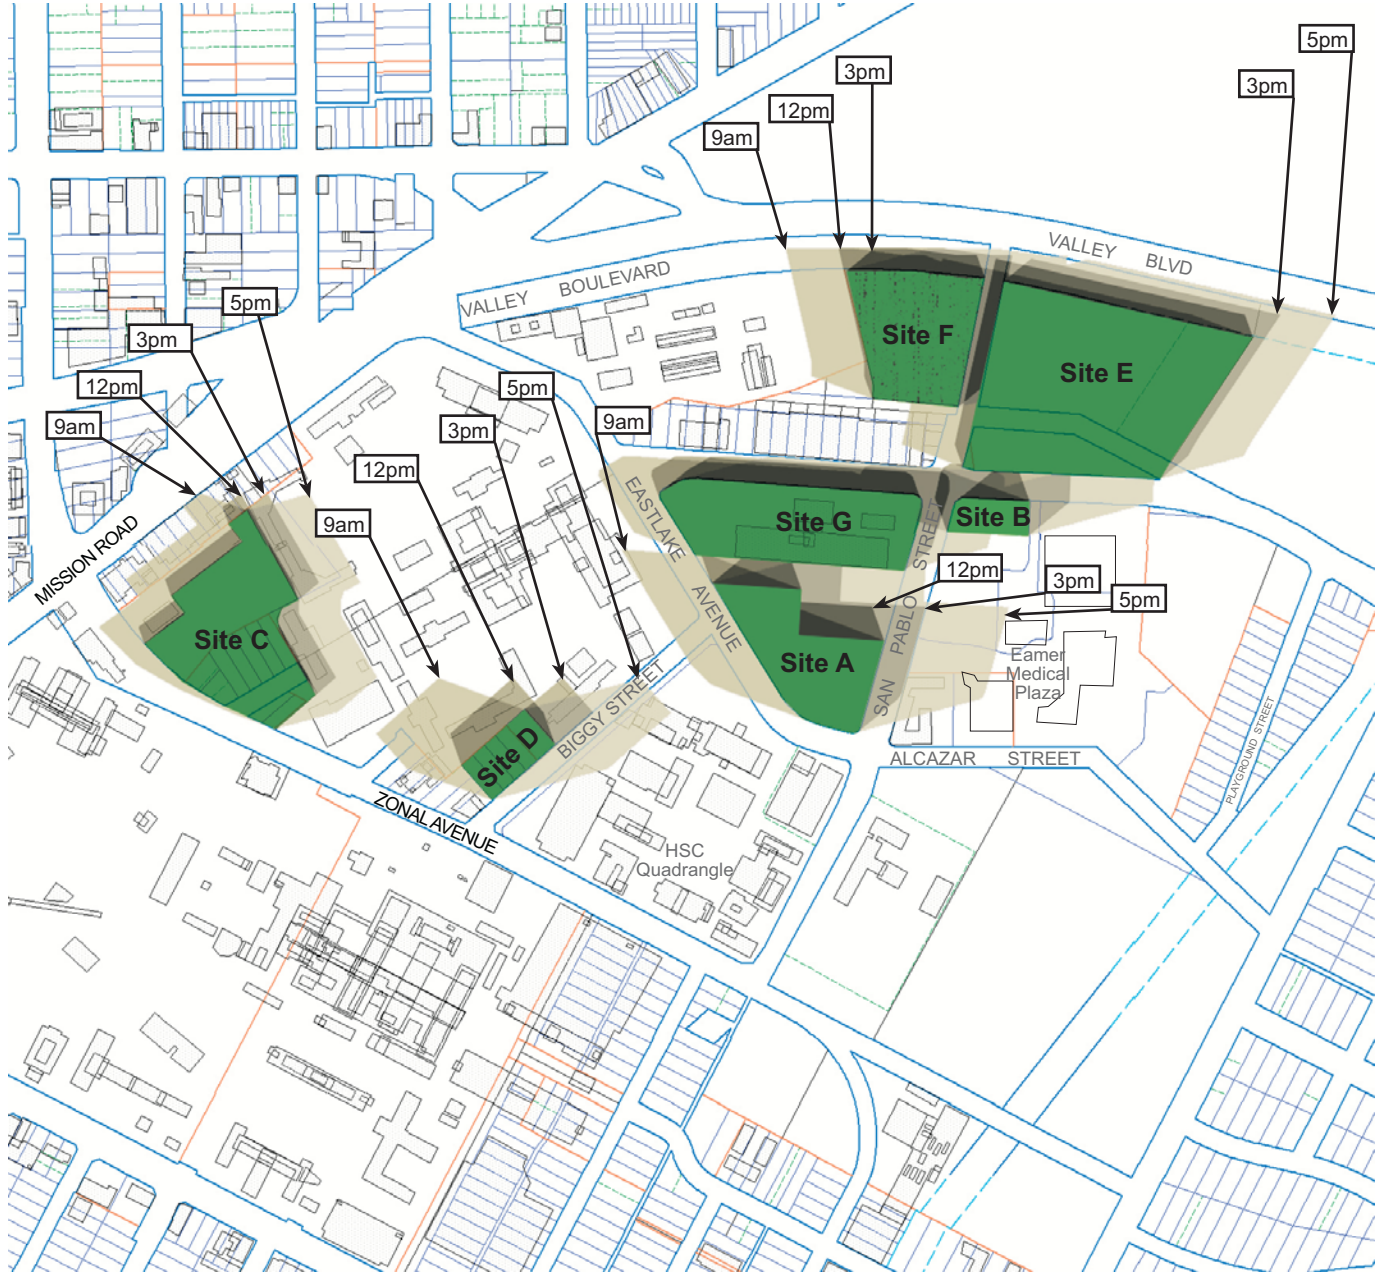 5pm
3pm
3pm
12pm
9am
VALLEY BLVD
VALLEY BOULEVARD
5pm
3pm
12pm
9am
Site F
Site E
5pm
3pm
9am
12pm
9am
EASTLAKE AVENUE
Site G
Site B
SAN PABLO STREET
12pm
3pm
5pm
MISSION ROAD
Site C
Site A
Eamer
Medical
Plaza
Site D
BIGGY STREET
ALCAZAR STREET
PLAYGROUND STREET
ZONAL AVENUE
HSC
Quadrangle